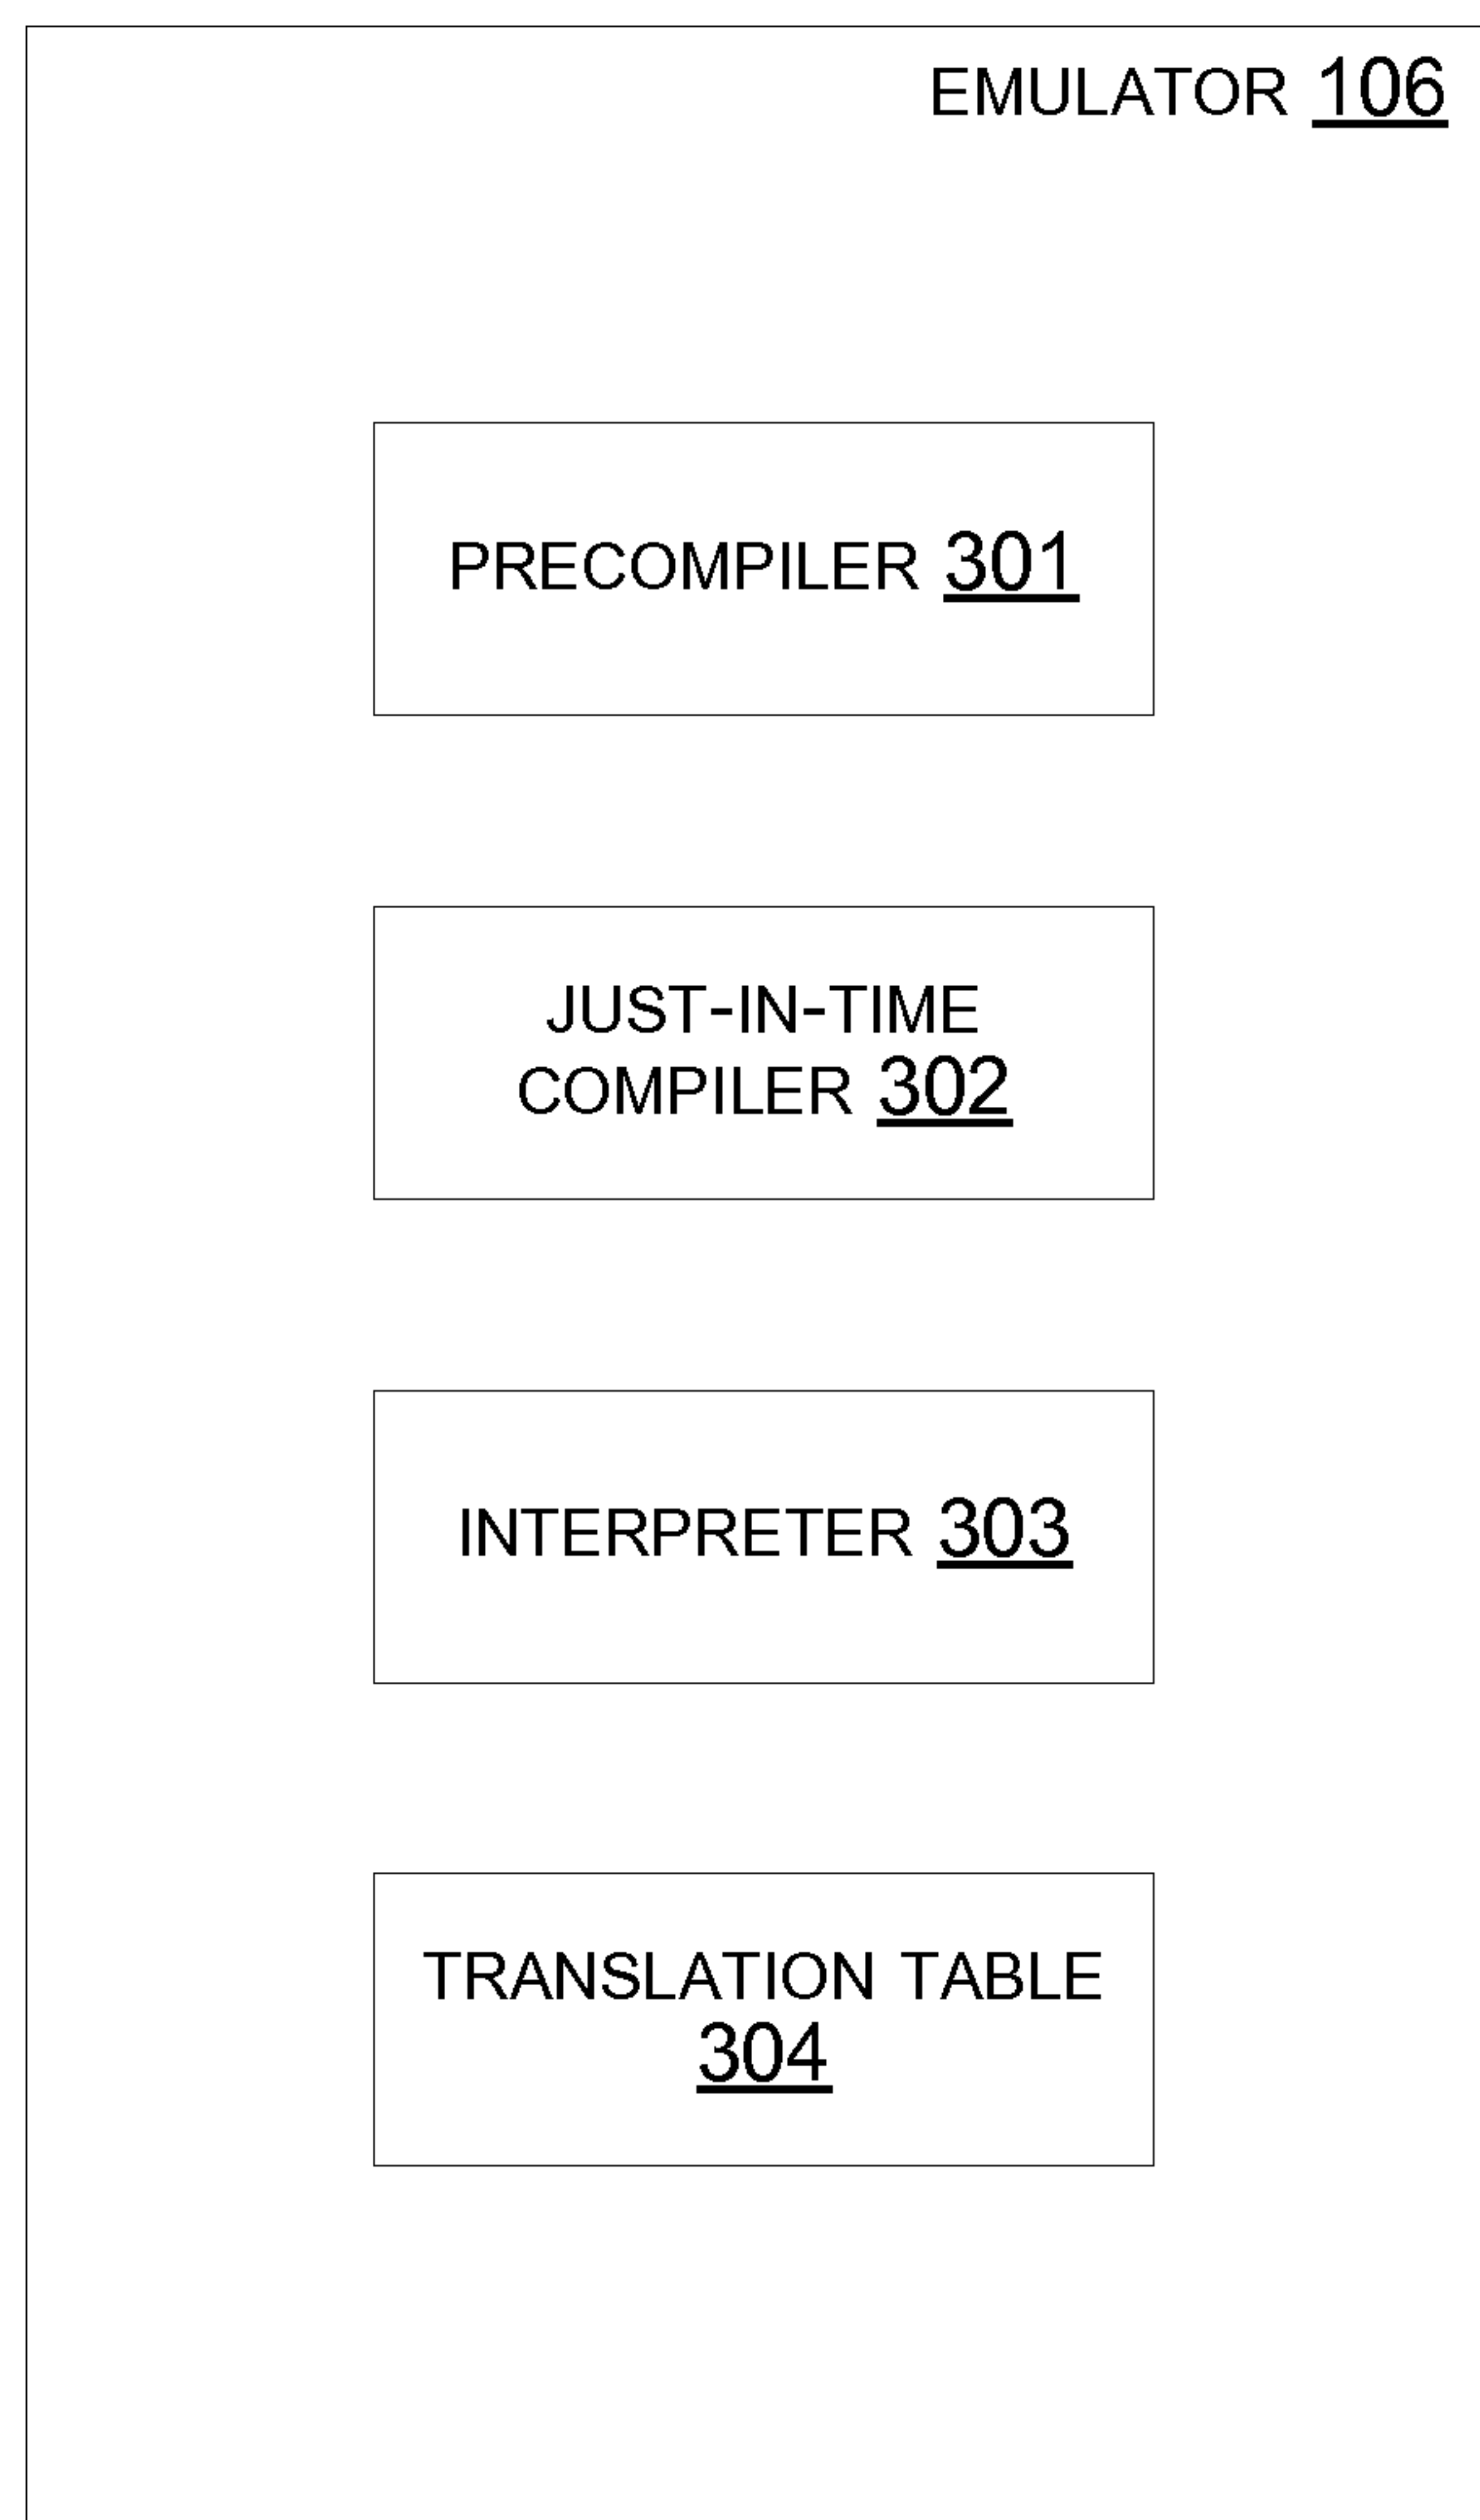 EMULATOR 106
PRECOMPILER 301
JUST-IN-TIME
COMPILER 302
INTERPRETER 303
TRANSLATION TABLE
304